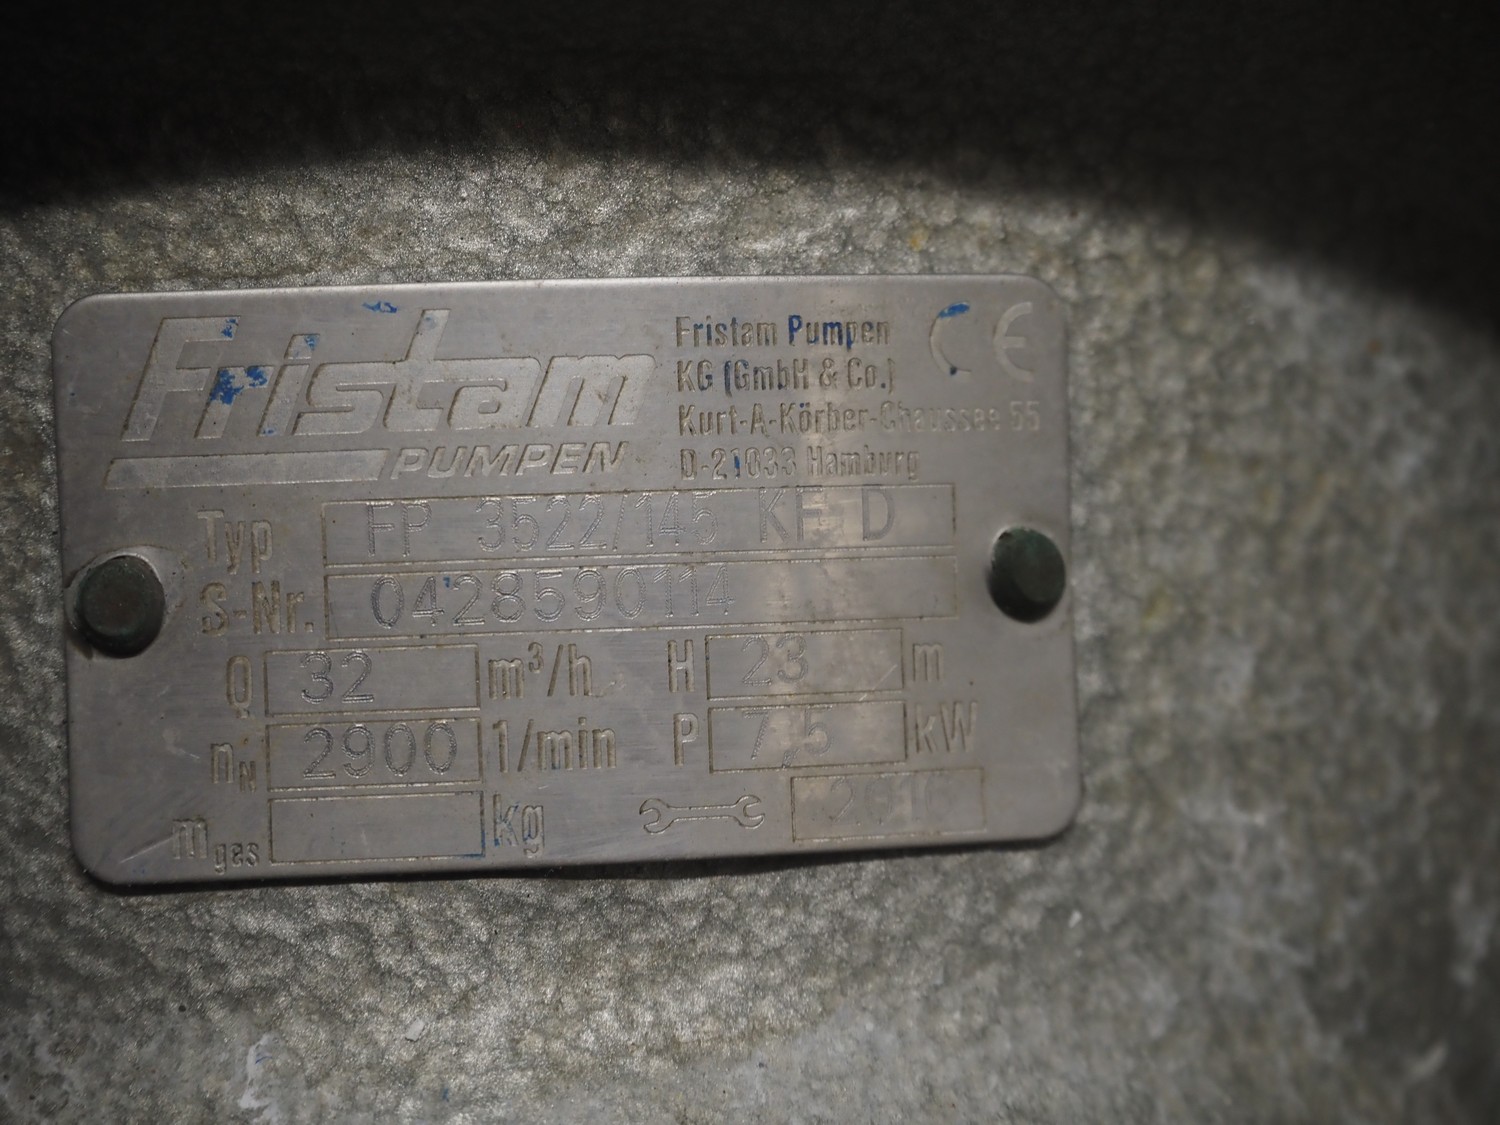 Fristam
PUMPEN
Fristam Pumpen
KG (GmbH & Co.)
Kurt-A-Körber-Chaussee 55
D-21033 Hamburg
CE
Typ FP 3522/145 KF D
S-Nr. 0428590114
Q 32 m³/h H 23 m
nN 2900 1/min P 7,5 kW
mges kg